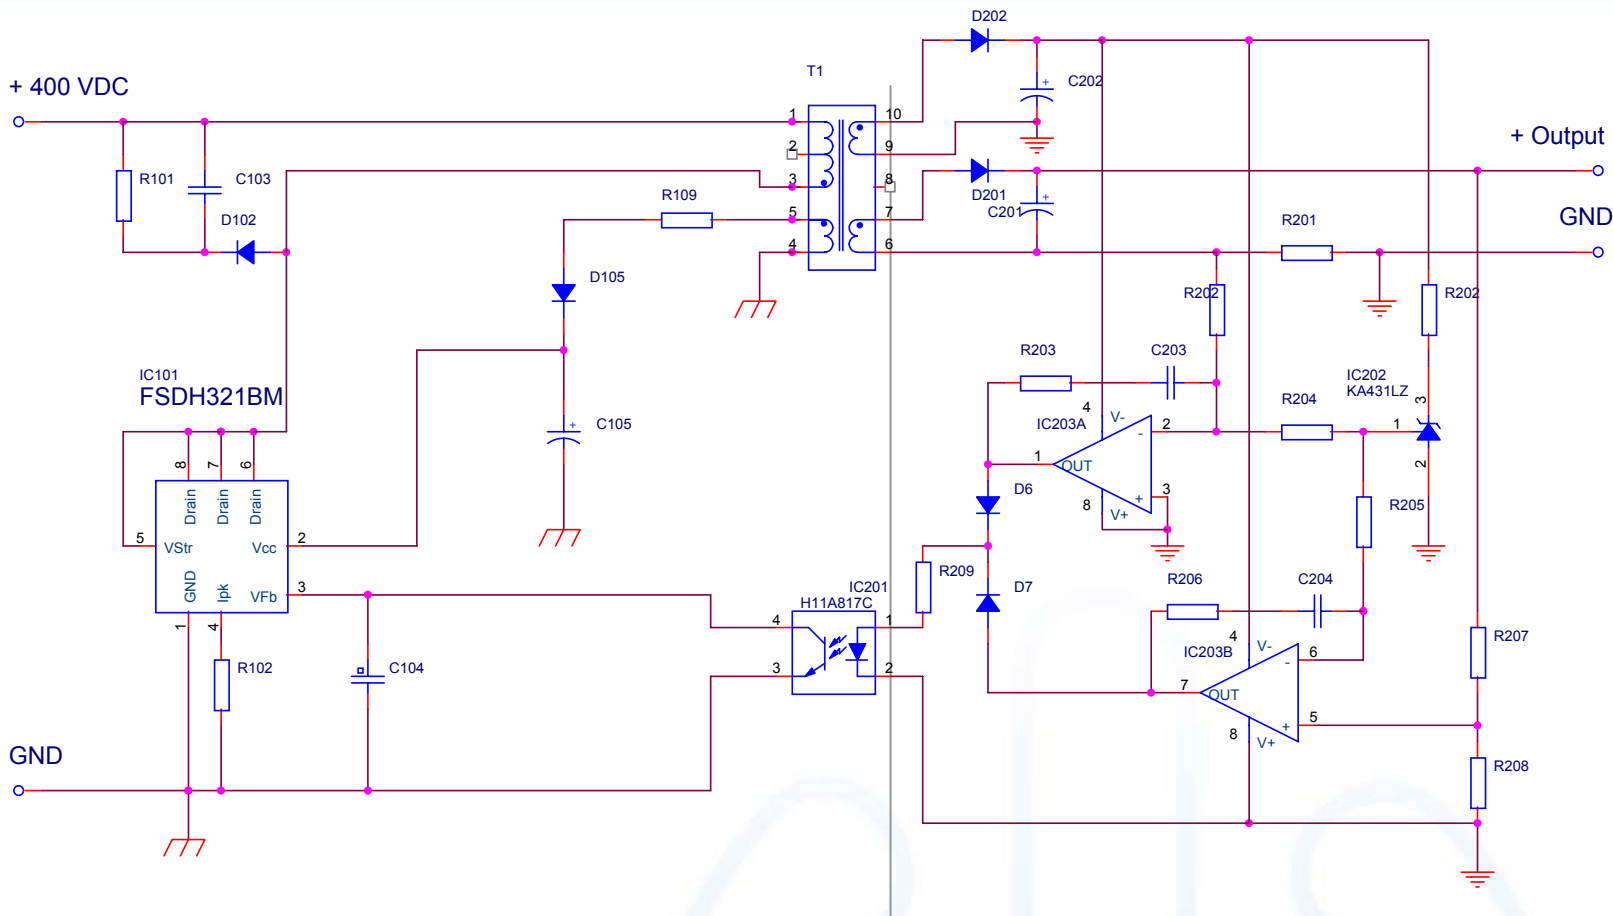 D202
T1
C202
+ 400 VDC
1
10
2
9
+ Output
R101
C103
3
8
R109
D201
C201
D102
5
7
R201
GND
4
6
D105
R202
R202
R203
C203
IC101
FSDH321BM
IC202
KA431LZ
R204
3
4
V-
IC203A
2
-
1
C105
1
OUT
2
8
7
6
D6
3
+
8
V+
R205
Drain
Drain
Drain
5
VStr
Vcc
2
R209
D7
R206
C204
GND
Ipk
VFb
3
IC201
H11A817C
1
4
4
1
4
V-
IC203B
6
-
R207
R102
C104
3
2
7
OUT
5
+
8
V+
GND
R208